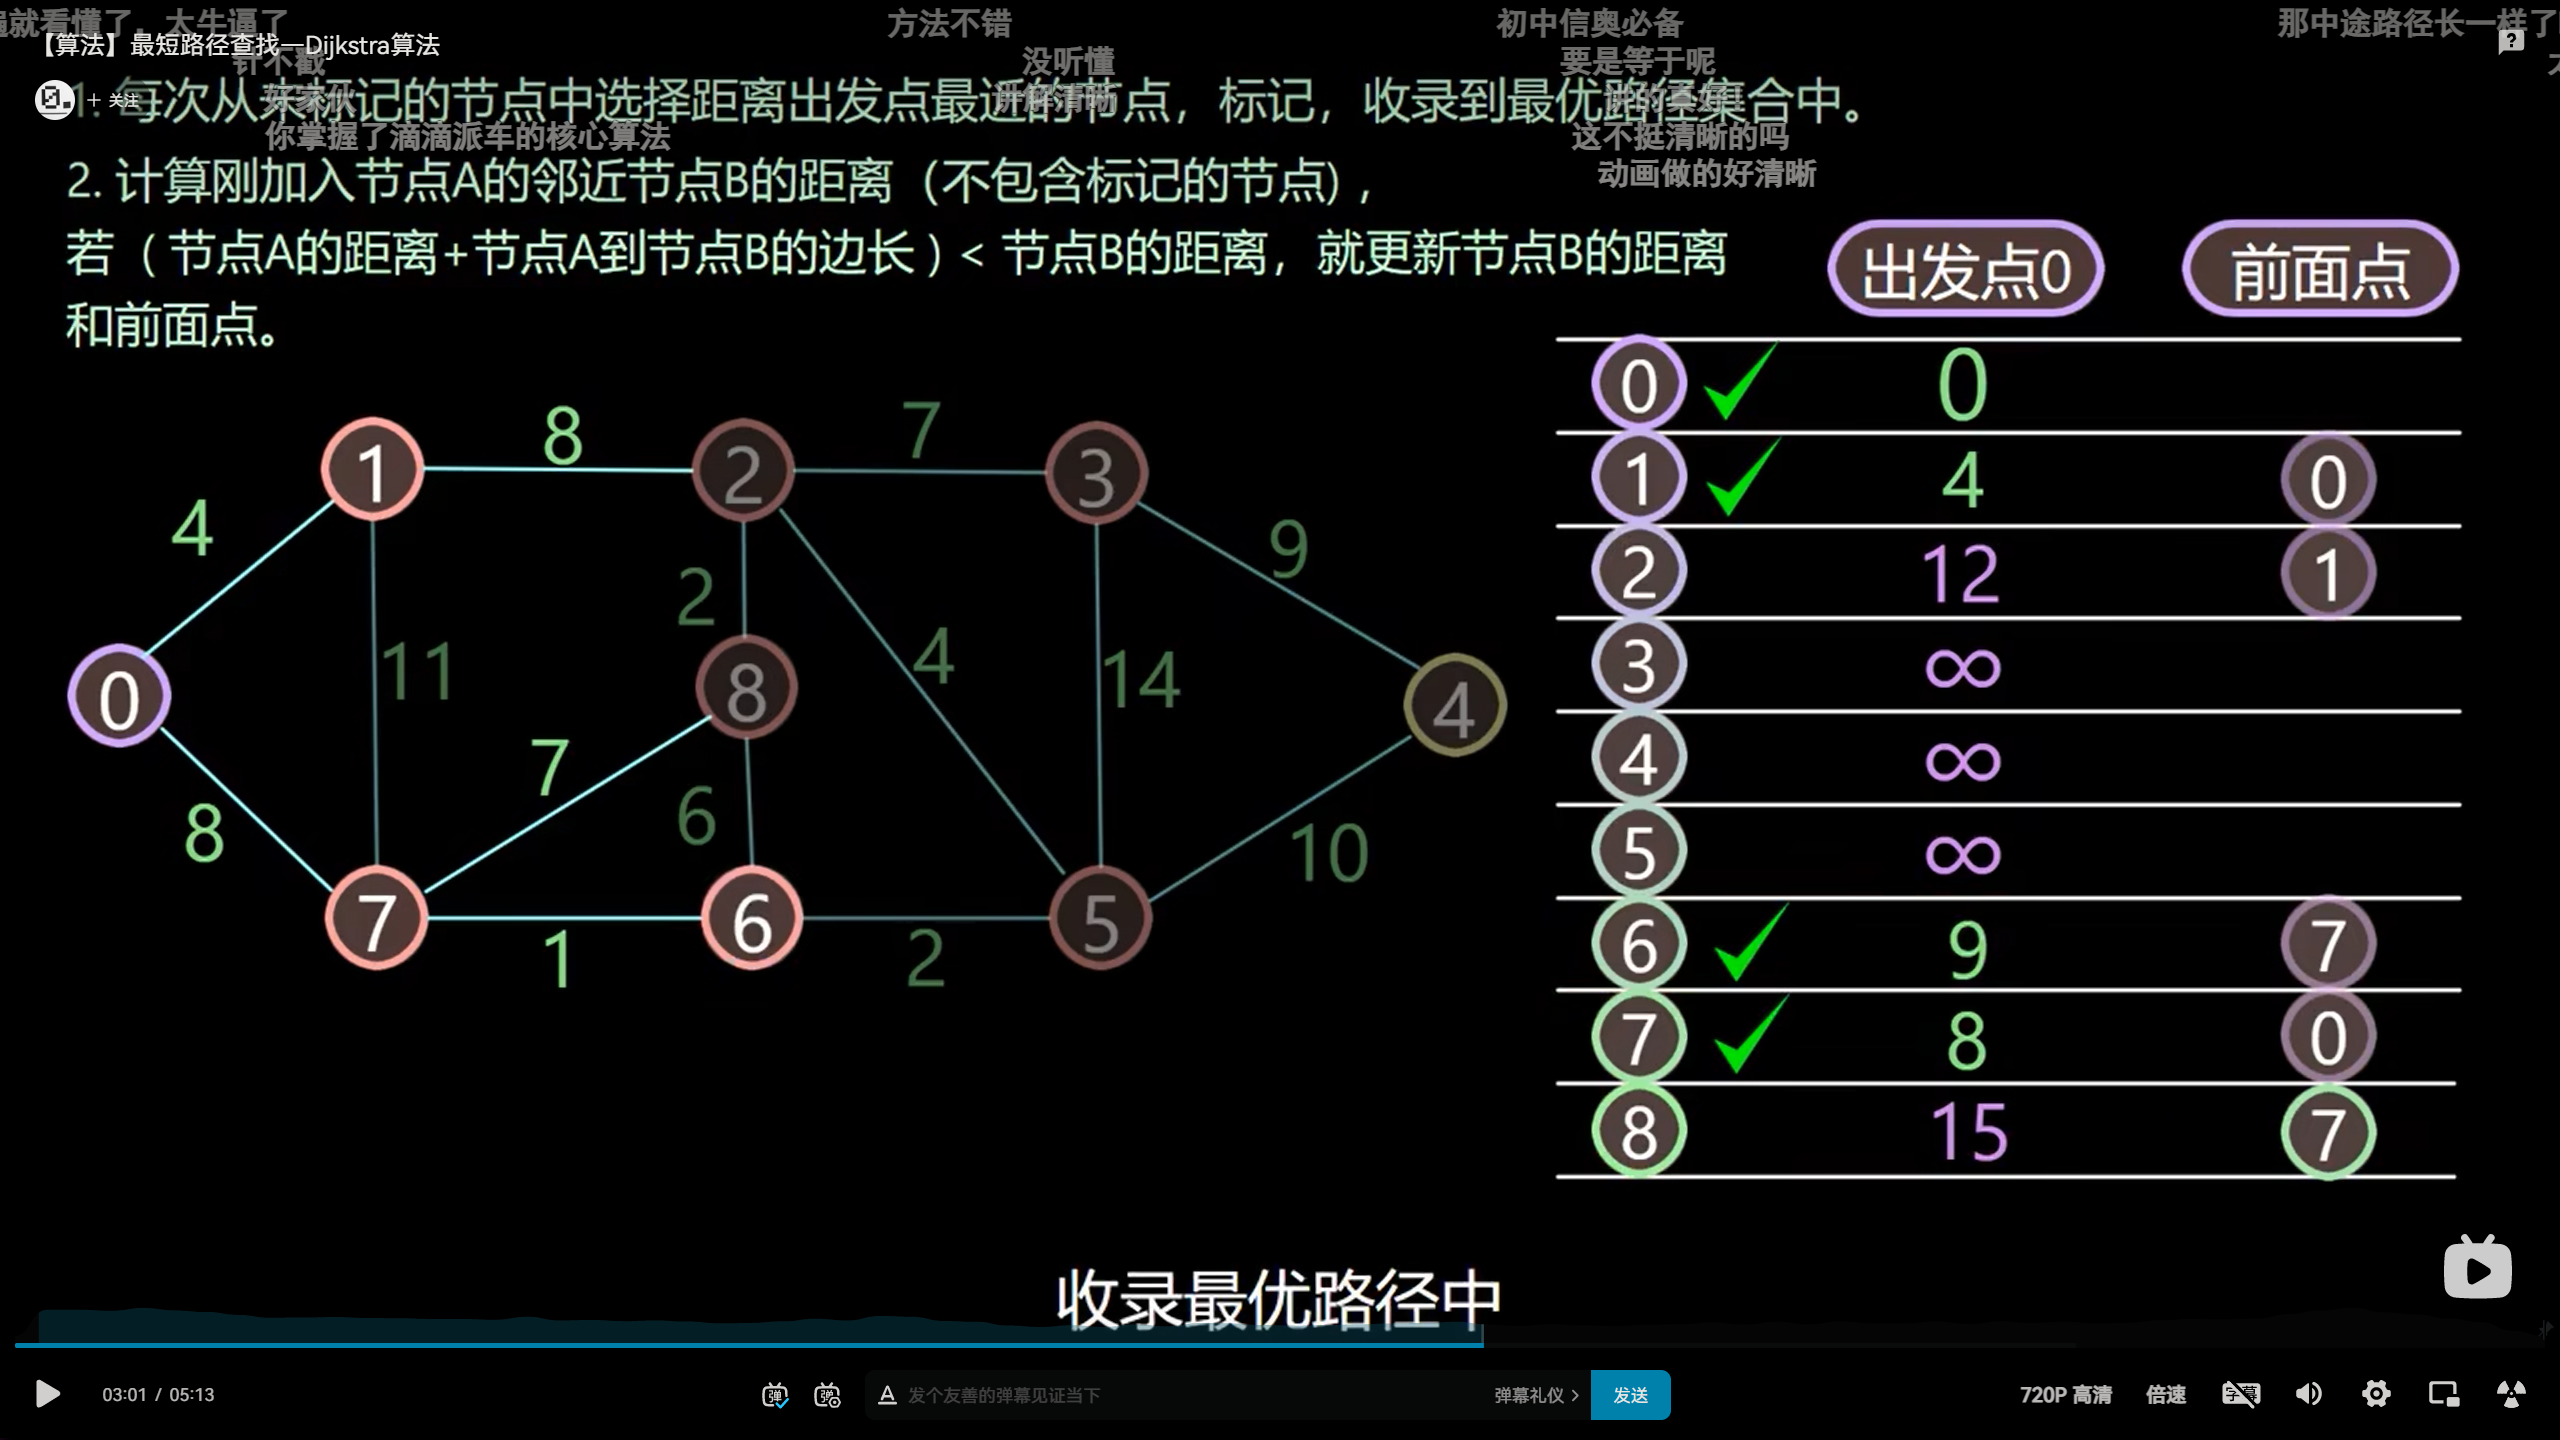 太牛逼了
方法不错
初中信奥必备
那中途路径长一样了
【算法】最短路径查找—Dijkstra算法
针不戳
没听懂
要是等于呢
+ 关注
1. 每次从未标记的节点中选择距离出发点最近的节点，标记，收录到最优路径集合中。
好家伙
讲解清晰
你掌握了滴滴派车的核心算法
这不挺清晰的吗
动画做的好清晰
2. 计算刚加入节点A的邻近节点B的距离（不包含标记的节点），
若（节点A的距离+节点A到节点B的边长）< 节点B的距离，就更新节点B的距离
和前面点。
出发点0 前面点
0 0
1 4 0
2 12 1
3 ∞
4 ∞
5 ∞
6 9 7
7 8 0
8 15 7
1 8 2 7 3
4 9
2
11 4 14
0 8 4
7
8 6 10
7 6 5
1 2
收录最优路径中
03:01 / 05:13
弹
弹
A 发个友善的弹幕见证当下
弹幕礼仪 >
发送
720P 高清
倍速
字幕